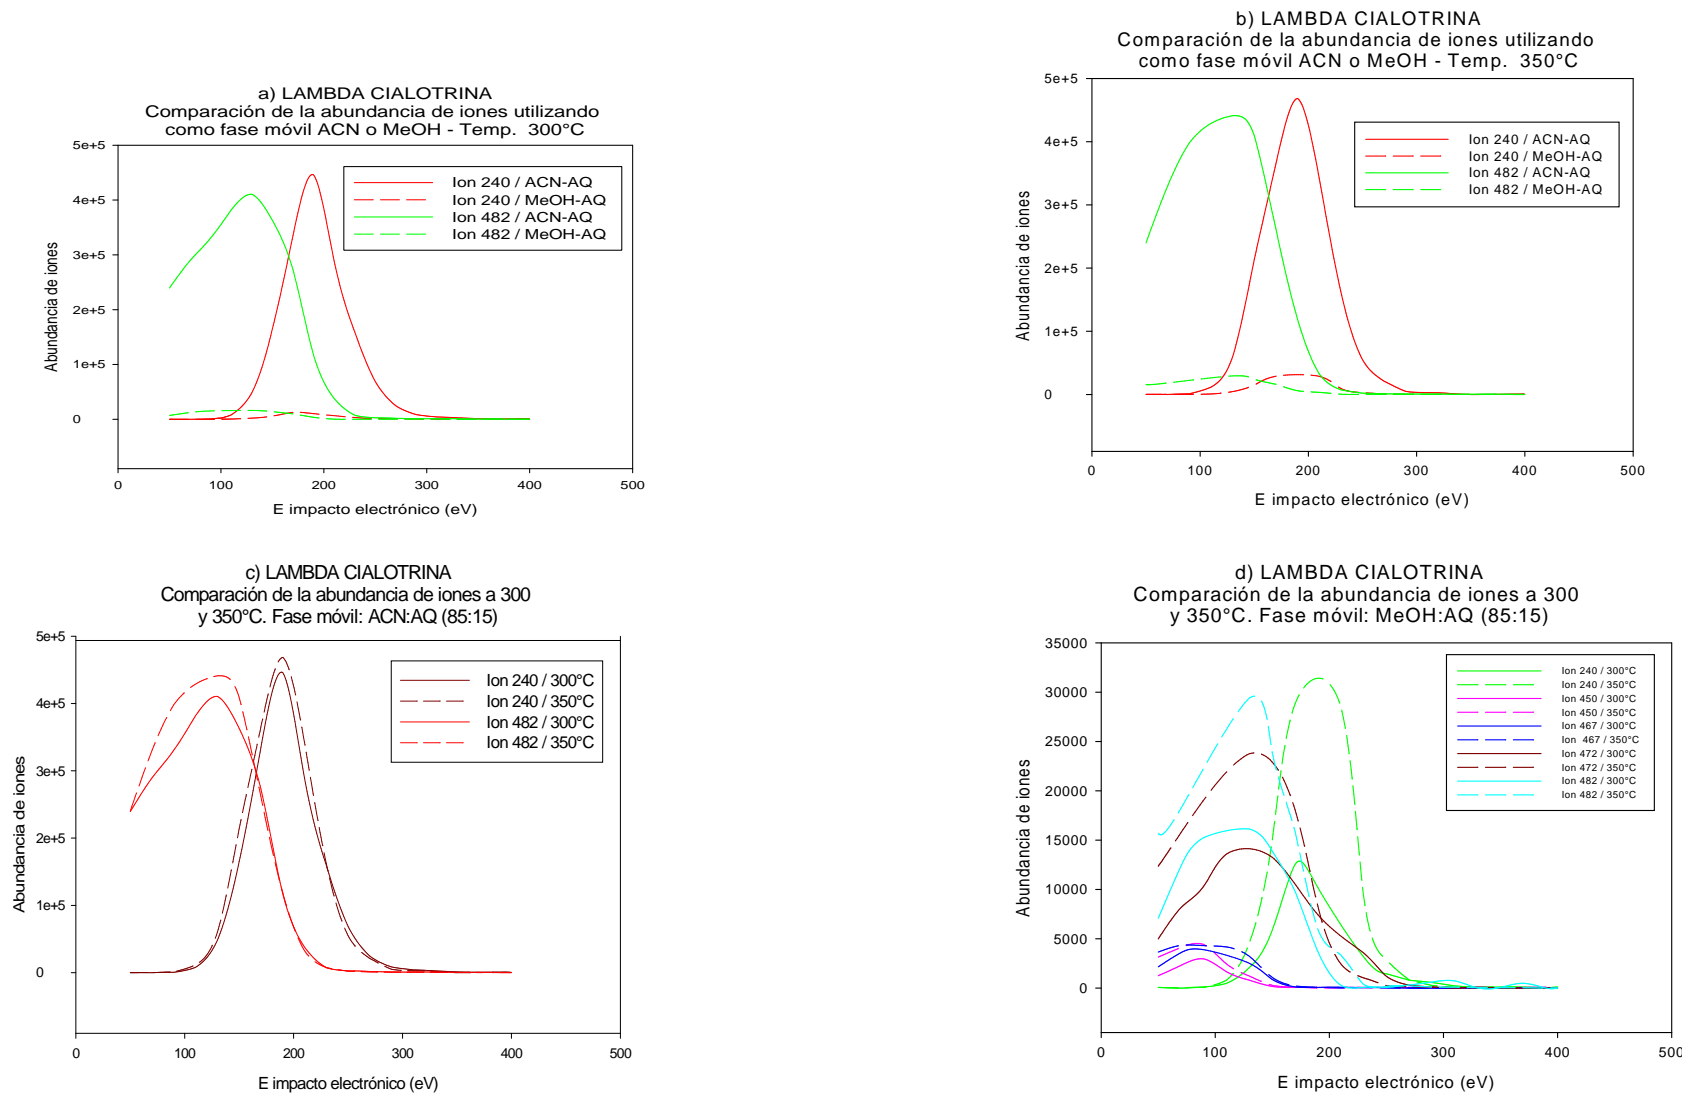 a) LAMBDA CIALOTRINA
Comparación de la abundancia de iones utilizando
como fase móvil ACN o MeOH - Temp.  300°C
5e+5
4e+5
3e+5
2e+5
1e+5
0
Abundancia de iones
Ion 240 / ACN-AQ
Ion 240 / MeOH-AQ
Ion 482 / ACN-AQ
Ion 482 / MeOH-AQ
0 100 200 300 400 500
E impacto electrónico (eV)
b) LAMBDA CIALOTRINA
Comparación de la abundancia de iones utilizando
como fase móvil ACN o MeOH - Temp.  350°C
5e+5
4e+5
3e+5
2e+5
1e+5
0
Abundancia de iones
Ion 240 / ACN-AQ
Ion 240 / MeOH-AQ
Ion 482 / ACN-AQ
Ion 482 / MeOH-AQ
0 100 200 300 400 500
E impacto electrónico (eV)
c) LAMBDA CIALOTRINA
Comparación de la abundancia de iones a 300
y 350°C. Fase móvil: ACN:AQ (85:15)
5e+5
4e+5
3e+5
2e+5
1e+5
0
Abundancia de iones
Ion 240 / 300°C
Ion 240 / 350°C
Ion 482 / 300°C
Ion 482 / 350°C
0 100 200 300 400 500
E impacto electrónico (eV)
d) LAMBDA CIALOTRINA
Comparación de la abundancia de iones a 300
y 350°C. Fase móvil: MeOH:AQ (85:15)
35000
30000
25000
20000
15000
10000
5000
0
Abundancia de iones
Ion 240 / 300°C
Ion 240 / 350°C
Ion 450 / 300°C
Ion 450 / 350°C
Ion 467 / 300°C
Ion  467 / 350°C
Ion 472 / 300°C
Ion 472 / 350°C
Ion 482 / 300°C
Ion 482 / 350°C
0 100 200 300 400 500
E impacto electrónico (eV)